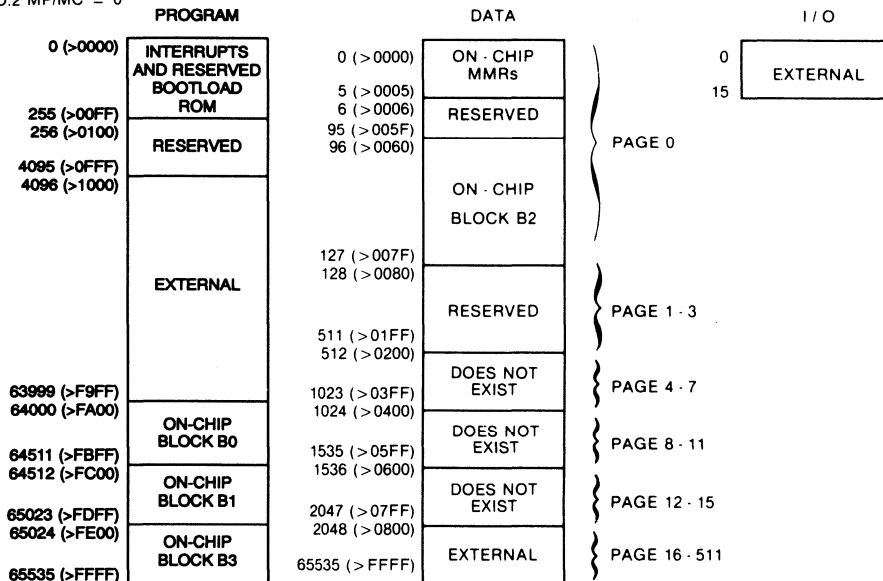 MP/MC = 0
PROGRAM
DATA
I / O
0 (>0000)
INTERRUPTS
AND RESERVED
BOOTLOAD
ROM
255 (>00FF)
256 (>0100)
RESERVED
4095 (>0FFF)
4096 (>1000)
EXTERNAL
63999 (>F9FF)
64000 (>FA00)
ON-CHIP
BLOCK B0
64511 (>FBFF)
64512 (>FC00)
ON-CHIP
BLOCK B1
65023 (>FDFF)
65024 (>FE00)
ON-CHIP
BLOCK B3
65535 (>FFFF)
0 (>0000)
ON - CHIP
MMRs
5 (>0005)
6 (>0006)
RESERVED
95 (>005F)
96 (>0060)
ON - CHIP
BLOCK B2
127 (>007F)
128 (>0080)
RESERVED
511 (>01FF)
512 (>0200)
DOES NOT
EXIST
1023 (>03FF)
1024 (>0400)
DOES NOT
EXIST
1535 (>05FF)
1536 (>0600)
DOES NOT
EXIST
2047 (>07FF)
2048 (>0800)
EXTERNAL
65535 (>FFFF)
PAGE 0
PAGE 1 - 3
PAGE 4 - 7
PAGE 8 - 11
PAGE 12 - 15
PAGE 16 - 511
0
EXTERNAL
15